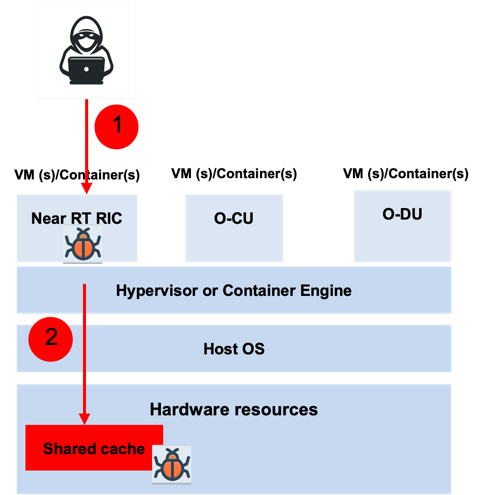 1
VM (s)/Container(s)
VM (s)/Container(s)
VM (s)/Container(s)
Near RT RIC
O-CU
O-DU
Hypervisor or Container Engine
2
Host OS
Hardware resources
Shared cache